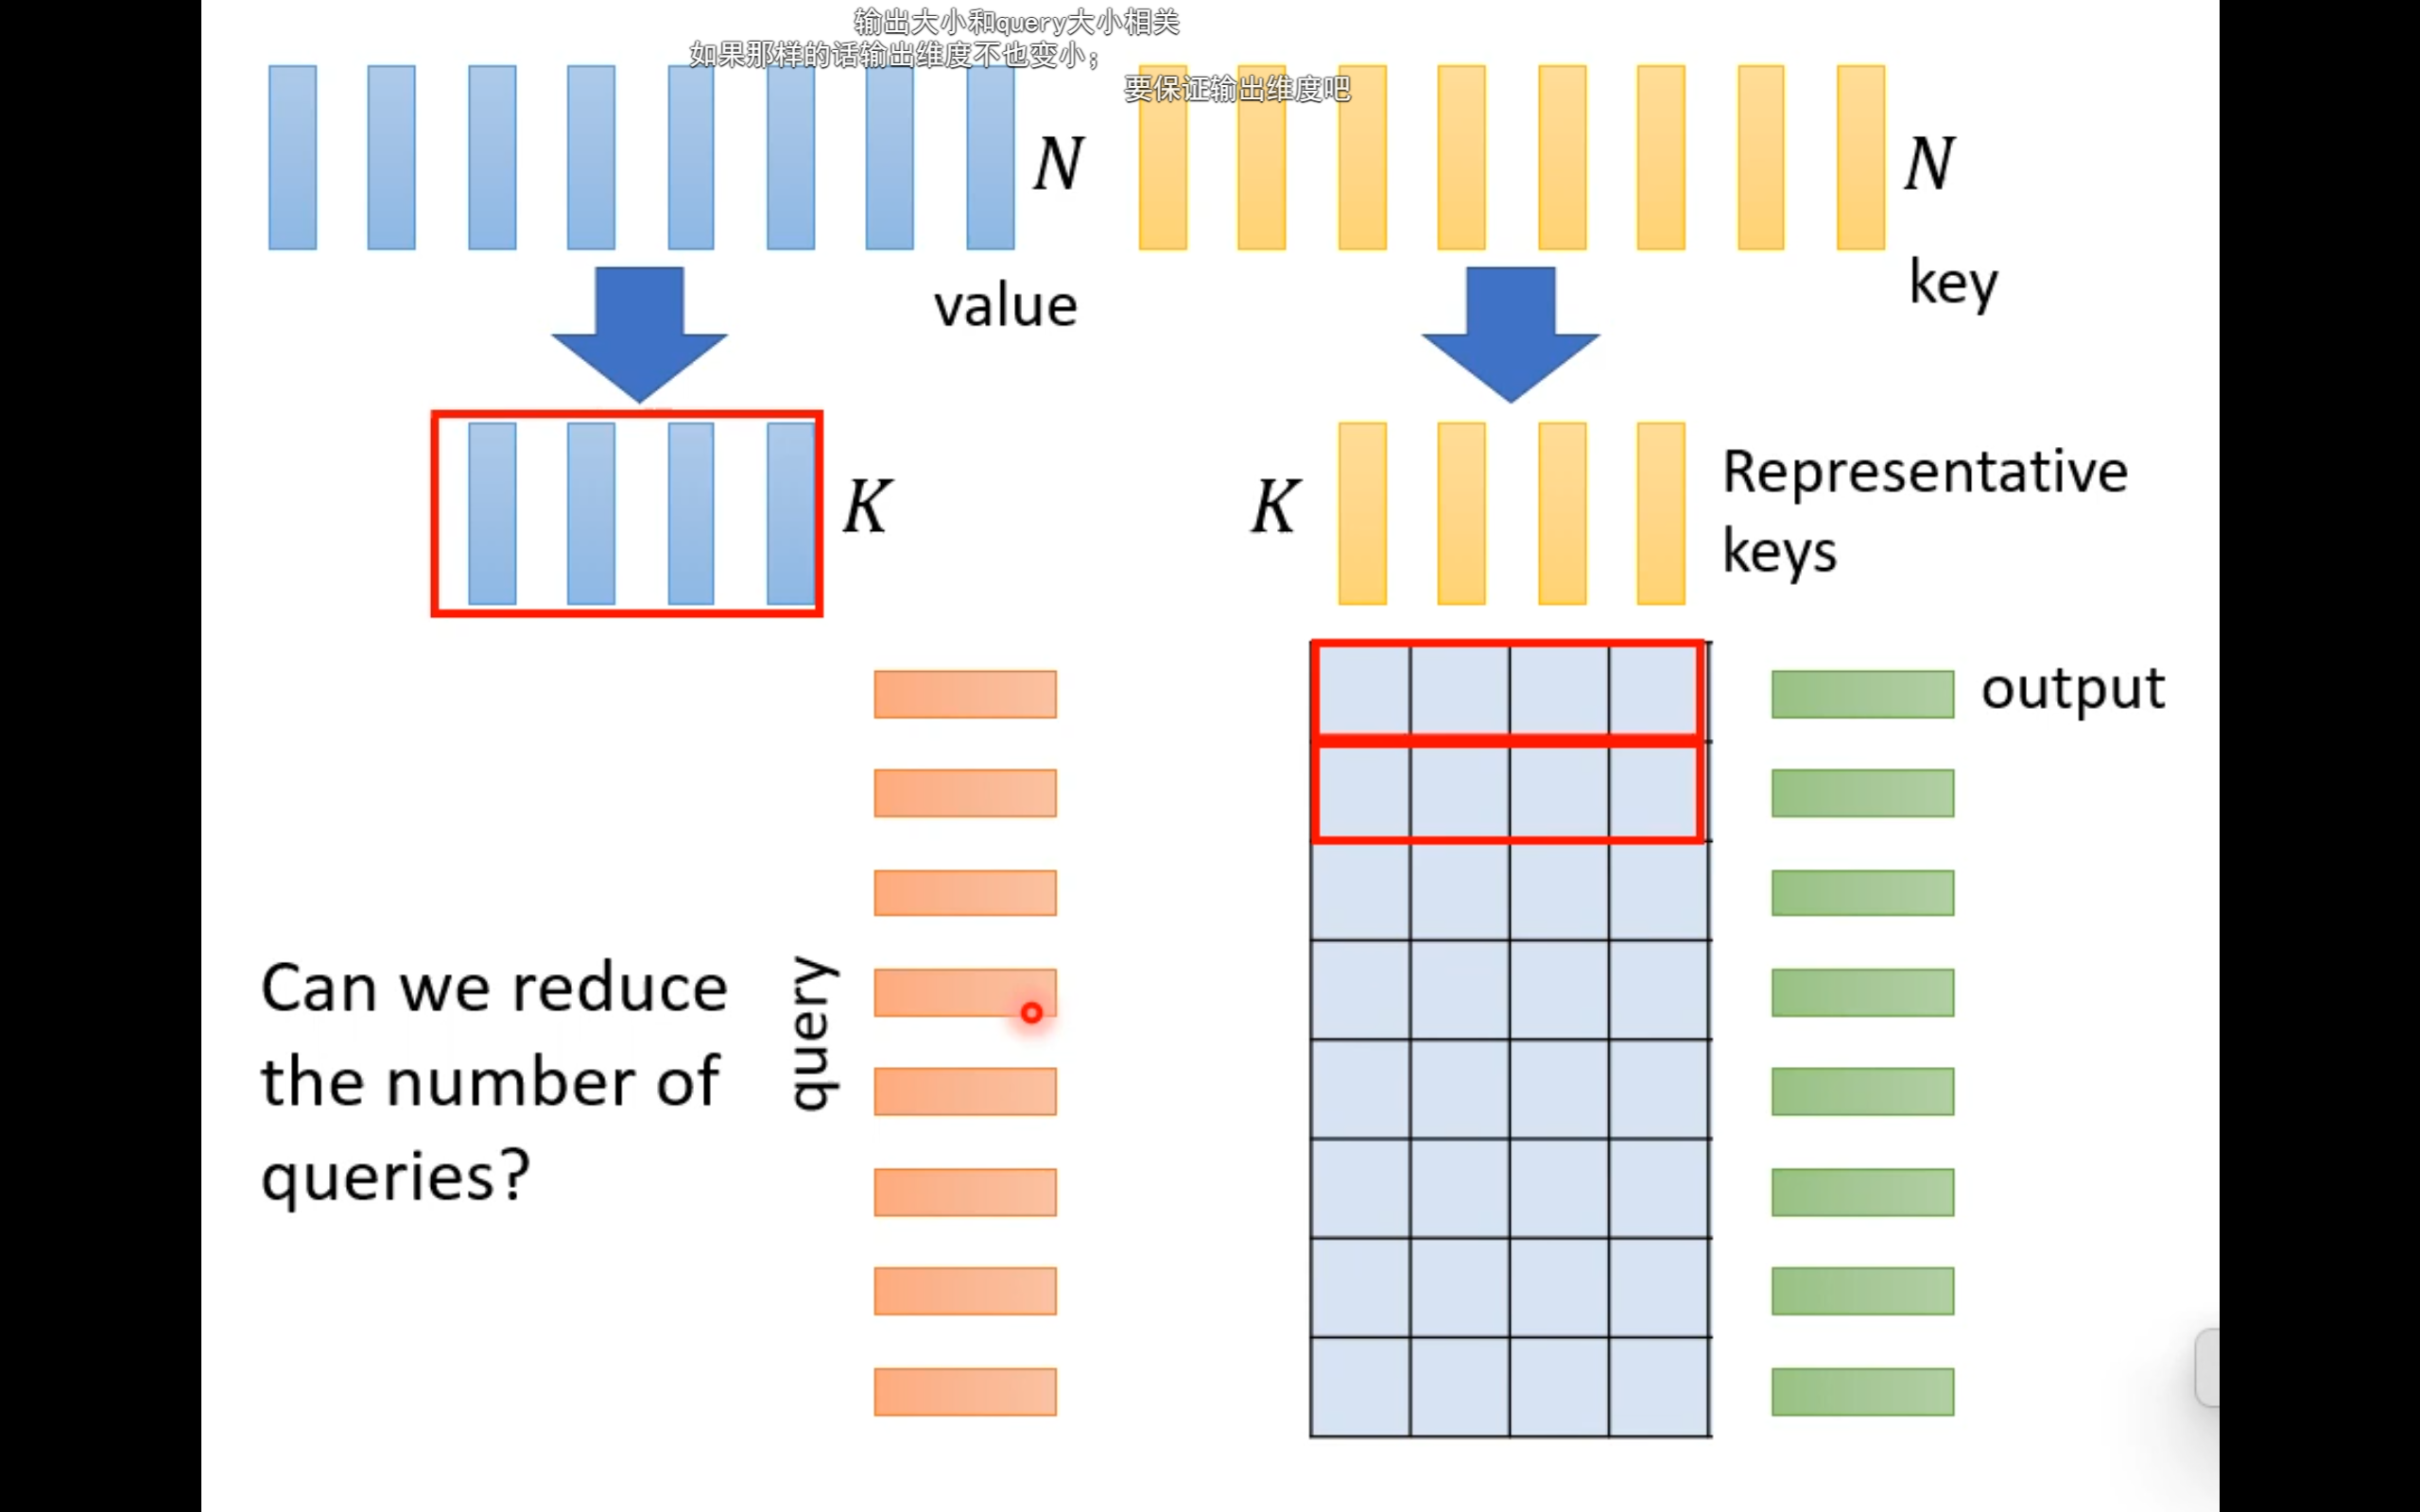 输出大小和query大小相关
如果那样的话输出维度不也变小；
要保证输出维度吧
N
N
value
key
K
K
Representative
keys
output
query
Can we reduce
the number of
queries?